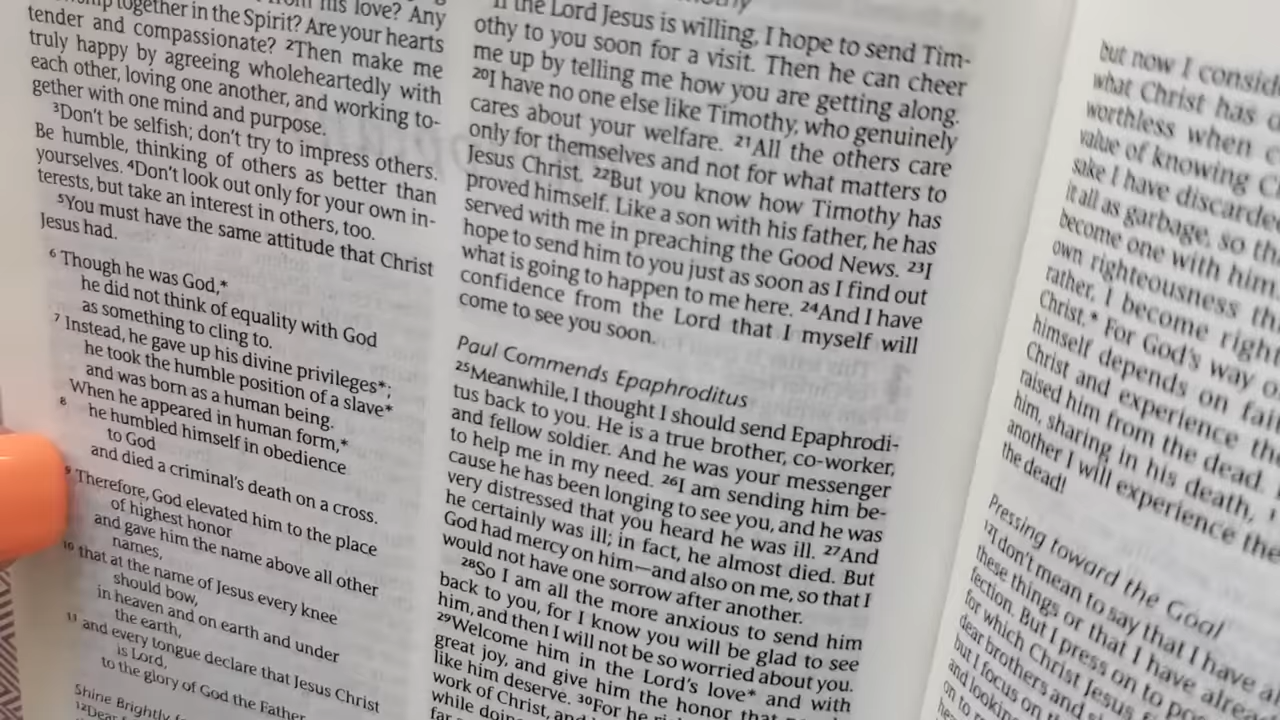 his love? Any
together in the Spirit? Are your hearts
tender and compassionate? ²Then make me
truly happy by agreeing wholeheartedly with
each other, loving one another, and working to-
gether with one mind and purpose.
³Don't be selfish; don't try to impress others.
Be humble, thinking of others as better than
yourselves. ⁴Don't look out only for your own in-
terests, but take an interest in others, too.
⁵You must have the same attitude that Christ
Jesus had.
⁶ Though he was God,*
he did not think of equality with God
as something to cling to.
⁷ Instead, he gave up his divine privileges*;
he took the humble position of a slave*
and was born as a human being.
When he appeared in human form,*
⁸ he humbled himself in obedience
to God
and died a criminal's death on a cross.
⁹ Therefore, God elevated him to the place
of highest honor
and gave him the name above all other
names,
¹⁰ that at the name of Jesus every knee
should bow,
in heaven and on earth and under
the earth,
¹¹ and every tongue declare that Jesus Christ
is Lord,
to the glory of God the Father.
Shine Brightly
¹²Dear
If the Lord Jesus is willing, I hope to send Tim-
othy to you soon for a visit. Then he can cheer
me up by telling me how you are getting along.
²⁰I have no one else like Timothy, who genuinely
cares about your welfare. ²¹All the others care
only for themselves and not for what matters to
Jesus Christ. ²²But you know how Timothy has
proved himself. Like a son with his father, he has
served with me in preaching the Good News. ²³I
hope to send him to you just as soon as I find out
what is going to happen to me here. ²⁴And I have
confidence from the Lord that I myself will
come to see you soon.
Paul Commends Epaphroditus
²⁵Meanwhile, I thought I should send Epaphrodi-
tus back to you. He is a true brother, co-worker,
and fellow soldier. And he was your messenger
to help me in my need. ²⁶I am sending him be-
cause he has been longing to see you, and he was
very distressed that you heard he was ill. ²⁷And
he certainly was ill; in fact, he almost died. But
God had mercy on him—and also on me, so that I
would not have one sorrow after another.
²⁸So I am all the more anxious to send him
back to you, for I know you will be glad to see
him, and then I will not be so worried about you.
²⁹Welcome him in the Lord's love* and with
great joy, and give him the honor that
like him deserve. ³⁰For he
work of Christ, and
while
but now I consid
what Christ has
worthless when
value of knowing
sake I have discarde
it all as garbage, so
become one with him.
own righteousness
rather, I become right
Christ.* For God's way
himself depends on fait
Christ and experience
raised him from the dead.
him, sharing in his death,
another I will experience the
the dead!
Pressing toward the Goal
¹²I don't mean to say that I have
these things or that I have alread
fection. But I press on to
for which Christ Jesus
dear brothers and
but I focus on
and looking
on to